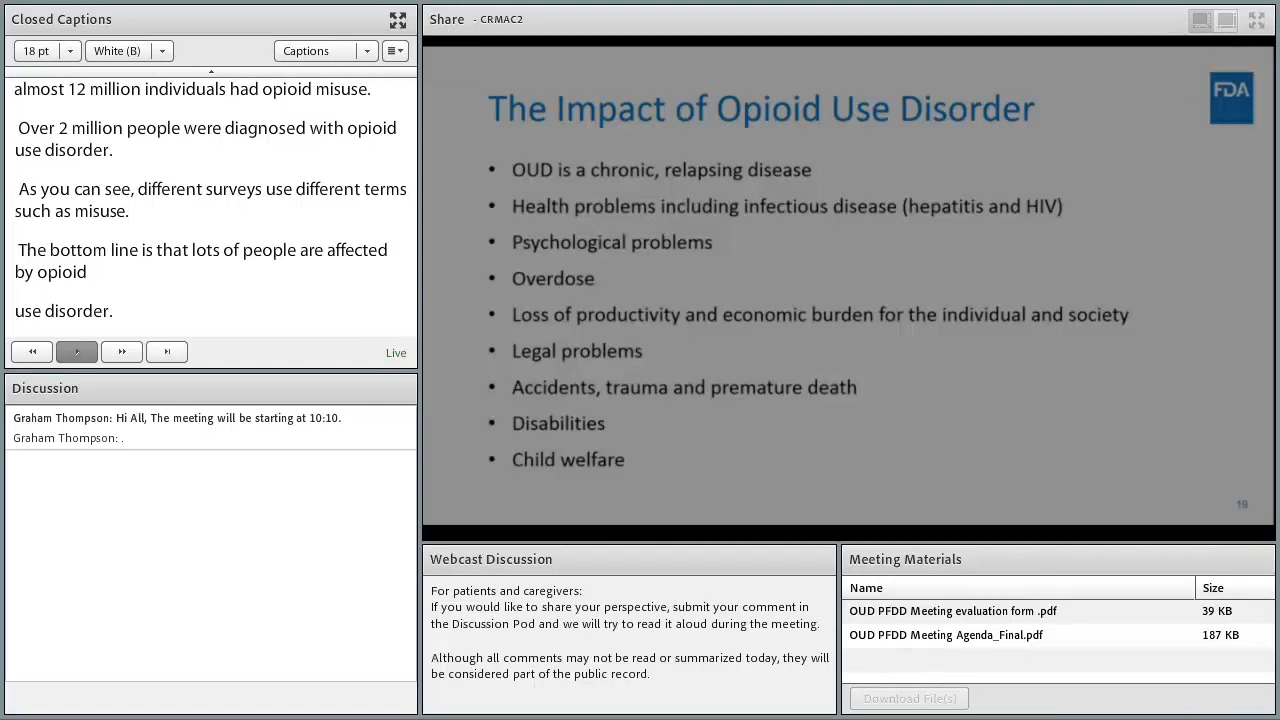 Closed Captions
18 pt
White (B)
Captions
almost 12 million individuals had opioid misuse.
Over 2 million people were diagnosed with opioid
use disorder.
As you can see, different surveys use different terms
such as misuse.
The bottom line is that lots of people are affected
by opioid
use disorder.
Live
Discussion
Graham Thompson: Hi All, The meeting will be starting at 10:10.
Graham Thompson: .
Share - CRMAC2
FDA
The Impact of Opioid Use Disorder
• OUD is a chronic, relapsing disease
• Health problems including infectious disease (hepatitis and HIV)
• Psychological problems
• Overdose
• Loss of productivity and economic burden for the individual and society
• Legal problems
• Accidents, trauma and premature death
• Disabilities
• Child welfare
19
Webcast Discussion
For patients and caregivers:
If you would like to share your perspective, submit your comment in
the Discussion Pod and we will try to read it aloud during the meeting.
Although all comments may not be read or summarized today, they will
be considered part of the public record.
Meeting Materials
Name Size
OUD PFDD Meeting evaluation form .pdf 39 KB
OUD PFDD Meeting Agenda_Final.pdf 187 KB
Download File(s)